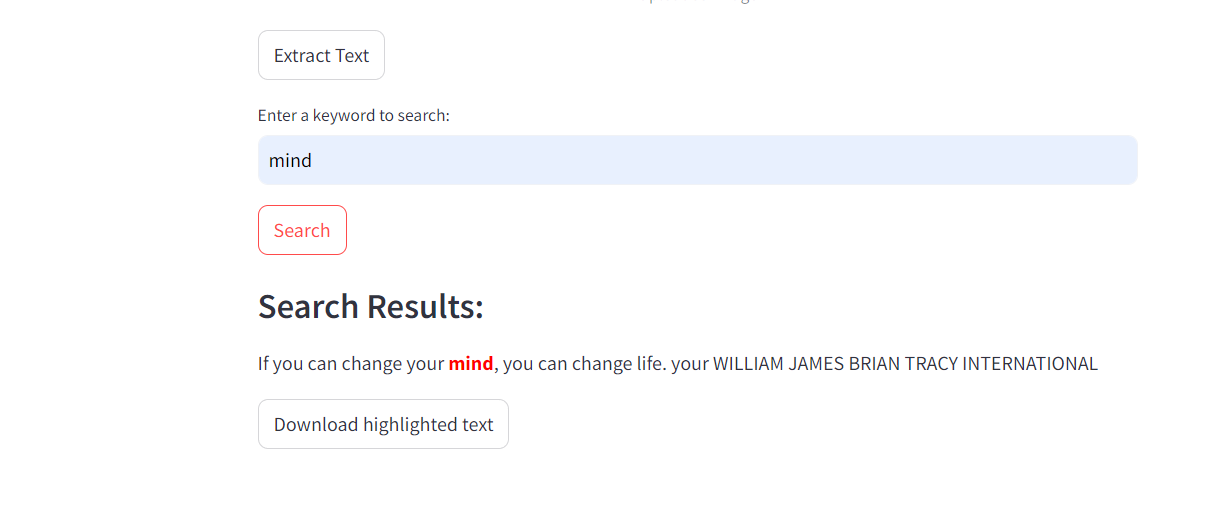 Extract Text
Enter a keyword to search:
mind
Search
Search Results:
If you can change your mind, you can change life. your WILLIAM JAMES BRIAN TRACY INTERNATIONAL
Download highlighted text